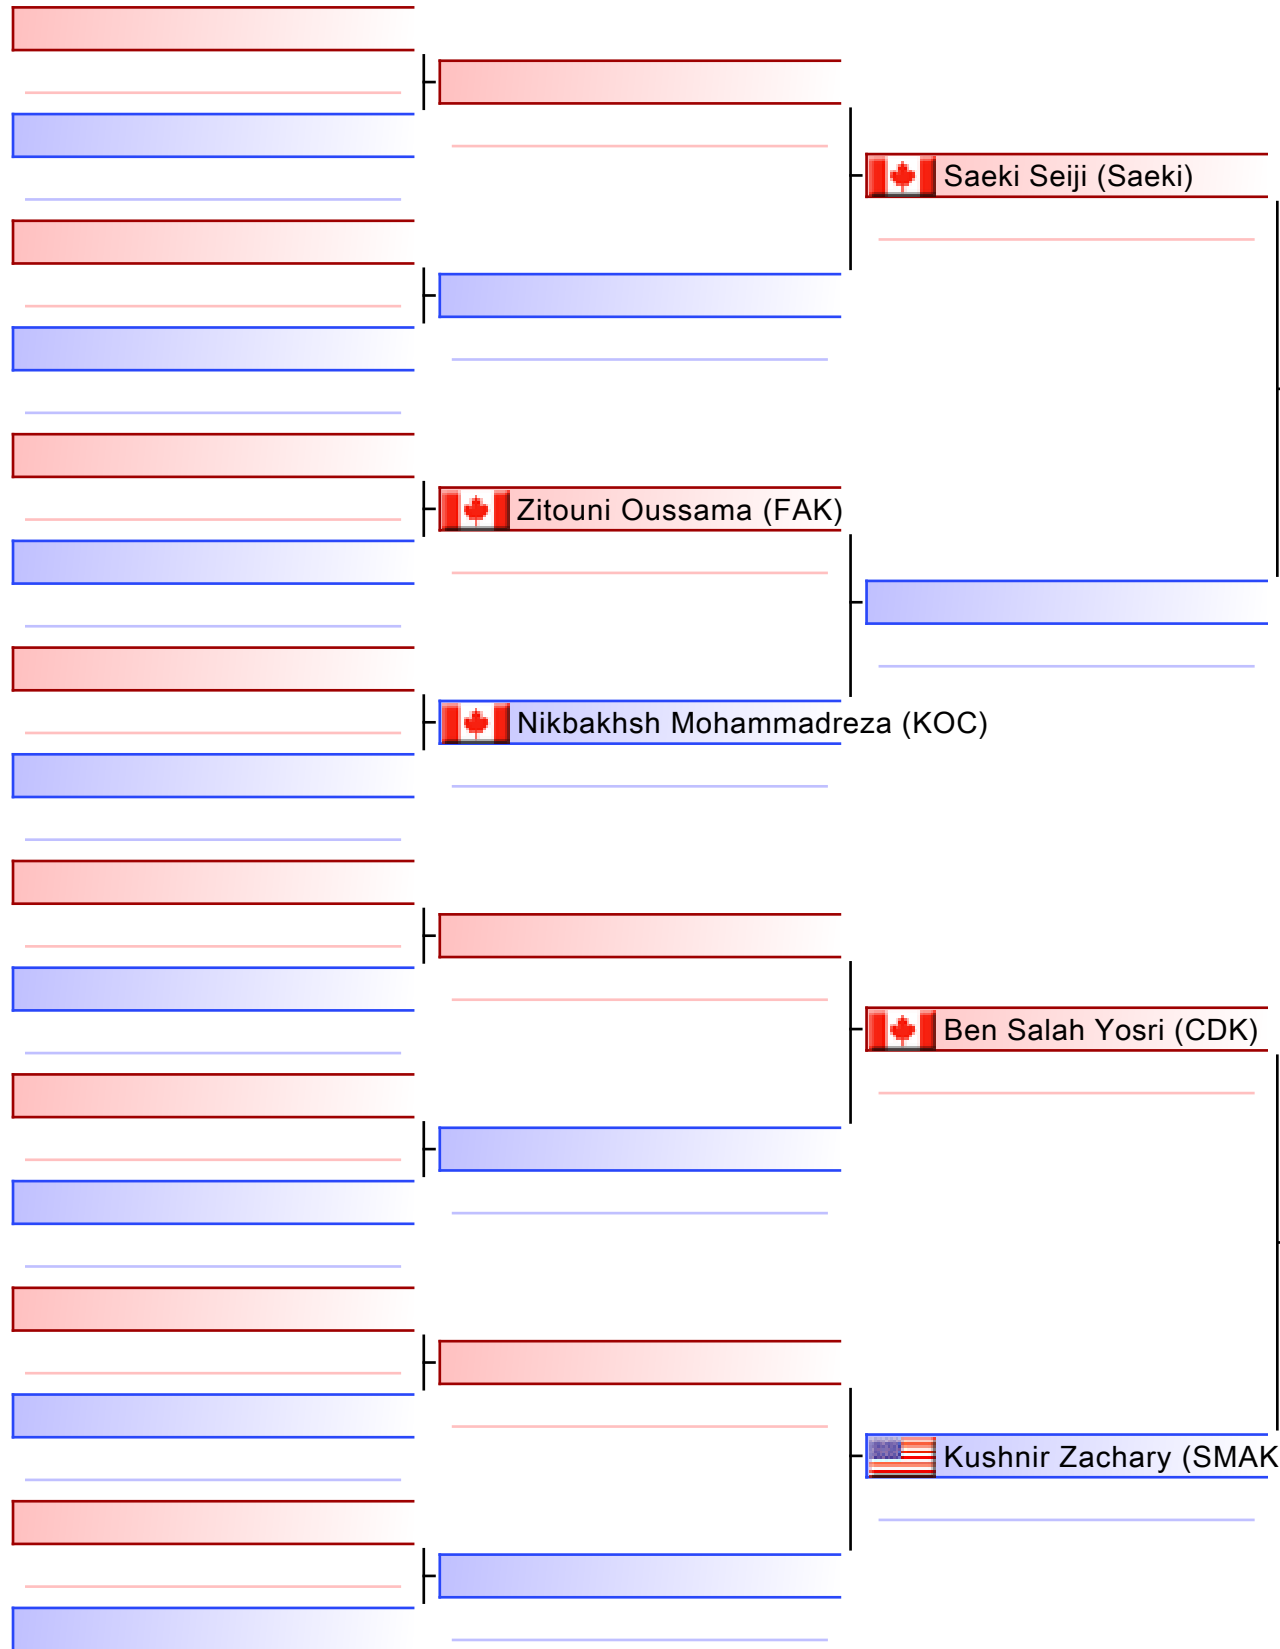 Saeki Seiji (Saeki)
Zitouni Oussama (FAK)
Nikbakhsh Mohammadreza (KOC)
Ben Salah Yosri (CDK)
Kushnir Zachary (SMAK